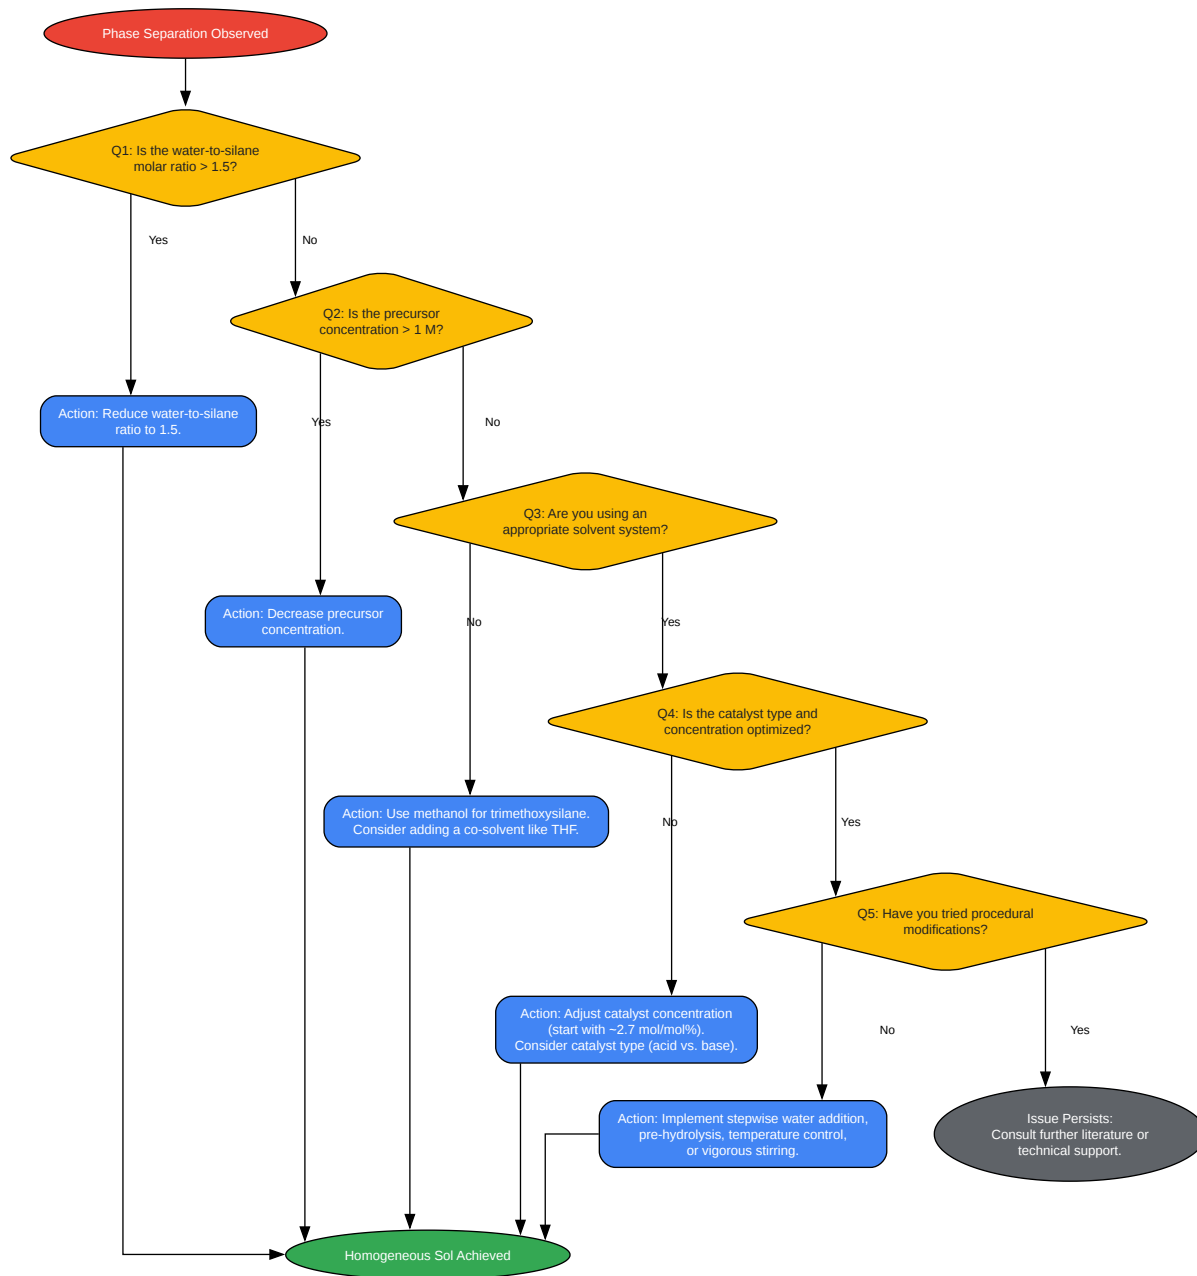 Phase Separation Observed
Q1: Is the water-to-silane
molar ratio > 1.5?
Yes
No
Q2: Is the precursor
concentration > 1 M?
Action: Reduce water-to-silane
ratio to 1.5.
Yes
No
Q3: Are you using an
appropriate solvent system?
Action: Decrease precursor
concentration.
No
Yes
Q4: Is the catalyst type and
concentration optimized?
Action: Use methanol for trimethoxysilane.
Consider adding a co-solvent like THF.
No
Yes
Q5: Have you tried procedural
modifications?
Action: Adjust catalyst concentration
(start with ~2.7 mol/mol%).
Consider catalyst type (acid vs. base).
No
Yes
Action: Implement stepwise water addition,
pre-hydrolysis, temperature control,
or vigorous stirring.
Issue Persists:
Consult further literature or
technical support.
Homogeneous Sol Achieved